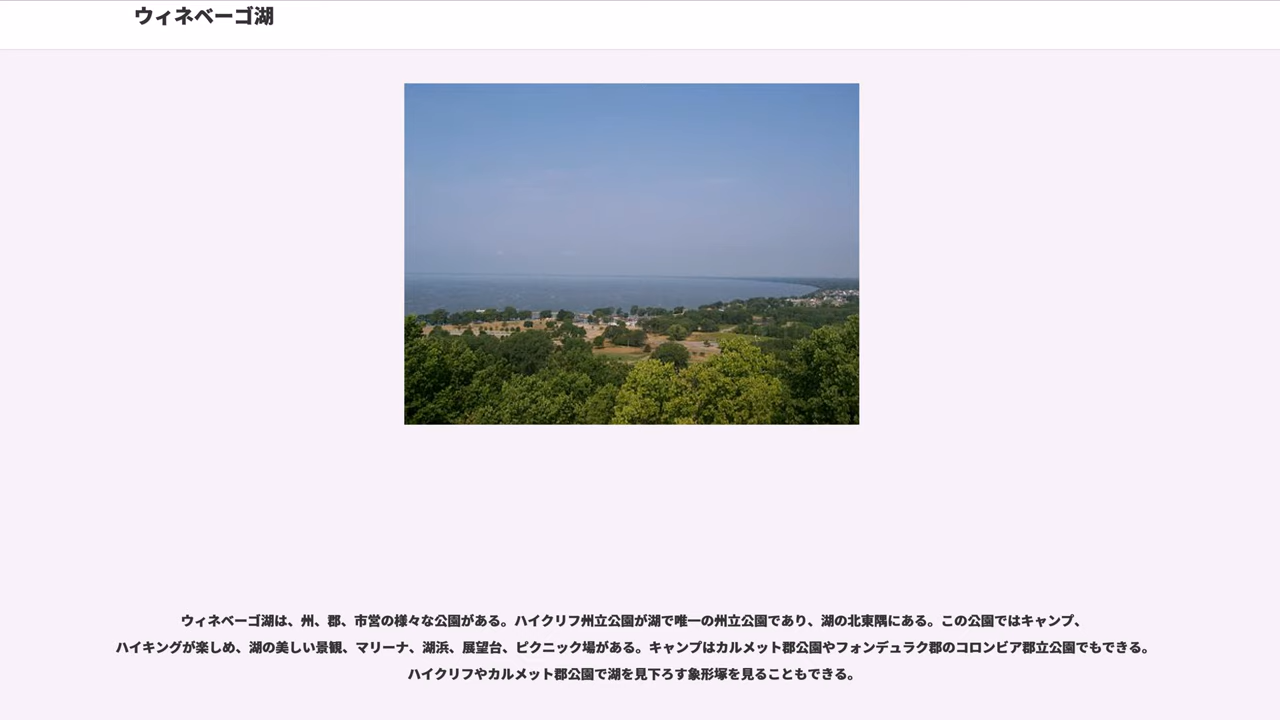 ウィネベーゴ湖
ウィネベーゴ湖は、州、郡、市営の様々な公園がある。ハイクリフ州立公園が湖で唯一の州立公園であり、湖の北東隅にある。この公園ではキャンプ、
ハイキングが楽しめ、湖の美しい景観、マリーナ、湖浜、展望台、ピクニック場がある。キャンプはカルメット郡公園やフォンデュラク郡のコロンビア郡立公園でもできる。
ハイクリフやカルメット郡公園で湖を見下ろす象形塚を見ることもできる。